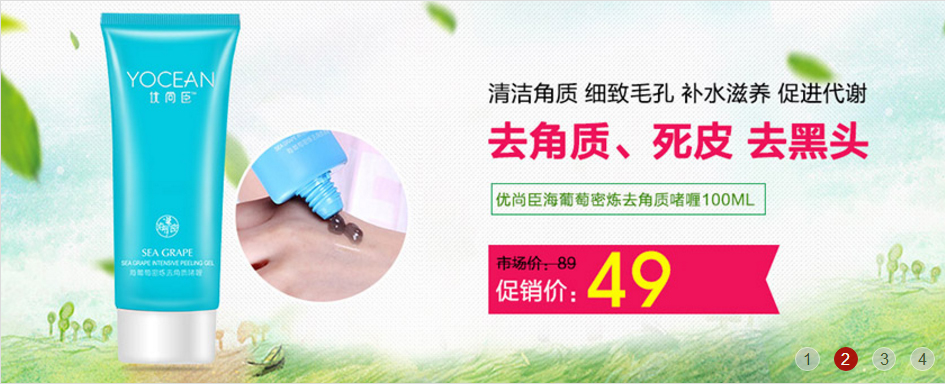 YOCEAN
优尚臣™
SEA GRAPE
SEA GRAPE INTENSIVE PEELING GEL
海葡萄密炼去角质啫喱
清洁角质 细致毛孔 补水滋养 促进代谢
去角质、死皮 去黑头
优尚臣海葡萄密炼去角质啫喱100ML
市场价：89
促销价：49
1 2 3 4